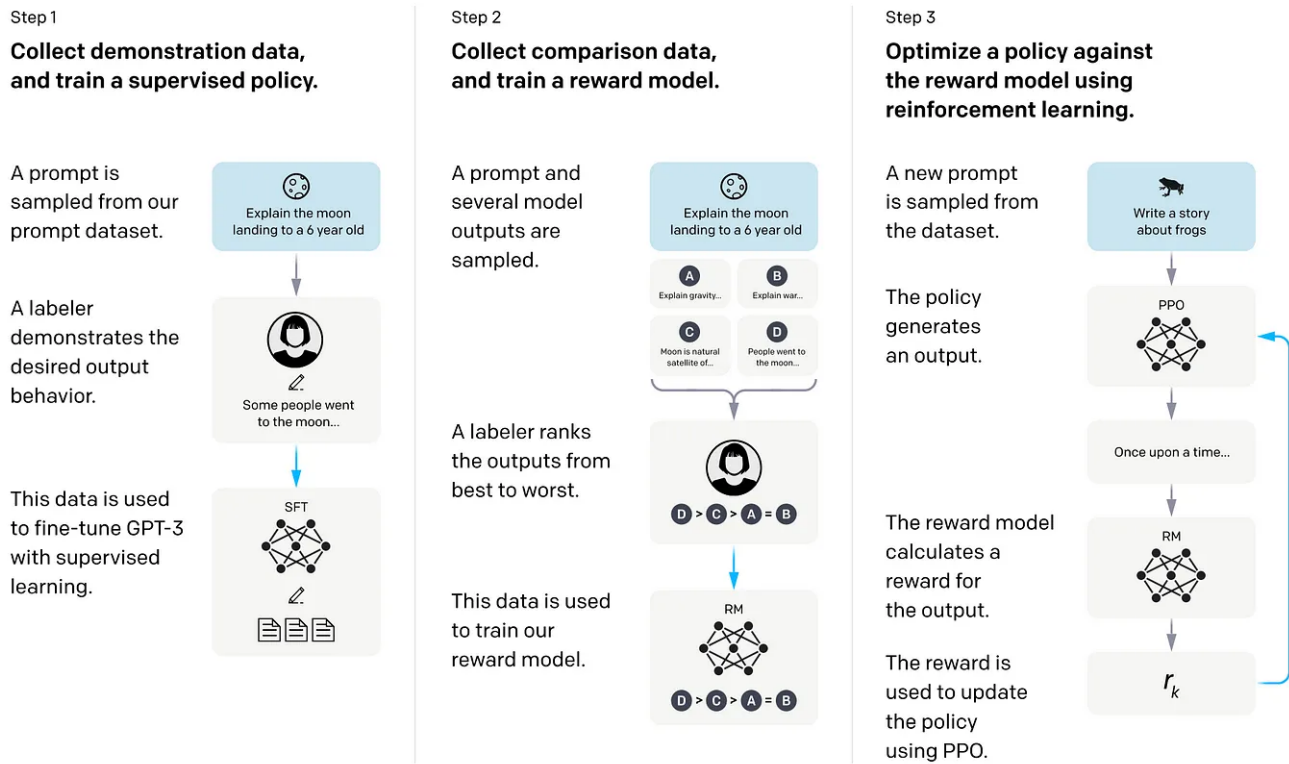 Step 1
Collect demonstration data,
and train a supervised policy.
A prompt is
sampled from our
prompt dataset.
Explain the moon
landing to a 6 year old
A labeler
demonstrates the
desired output
behavior.
Some people went
to the moon...
This data is used
to fine-tune GPT-3
with supervised
learning.
SFT
Step 2
Collect comparison data,
and train a reward model.
A prompt and
several model
outputs are
sampled.
Explain the moon
landing to a 6 year old
A
Explain gravity...
B
Explain war...
C
Moon is natural
satellite of...
D
People went to
the moon...
A labeler ranks
the outputs from
best to worst.
D > C > A = B
This data is used
to train our
reward model.
RM
D > C > A = B
Step 3
Optimize a policy against
the reward model using
reinforcement learning.
A new prompt
is sampled from
the dataset.
Write a story
about frogs
The policy
generates
an output.
PPO
Once upon a time...
The reward model
calculates a
reward for
the output.
RM
The reward is
used to update
the policy
using PPO.
rk